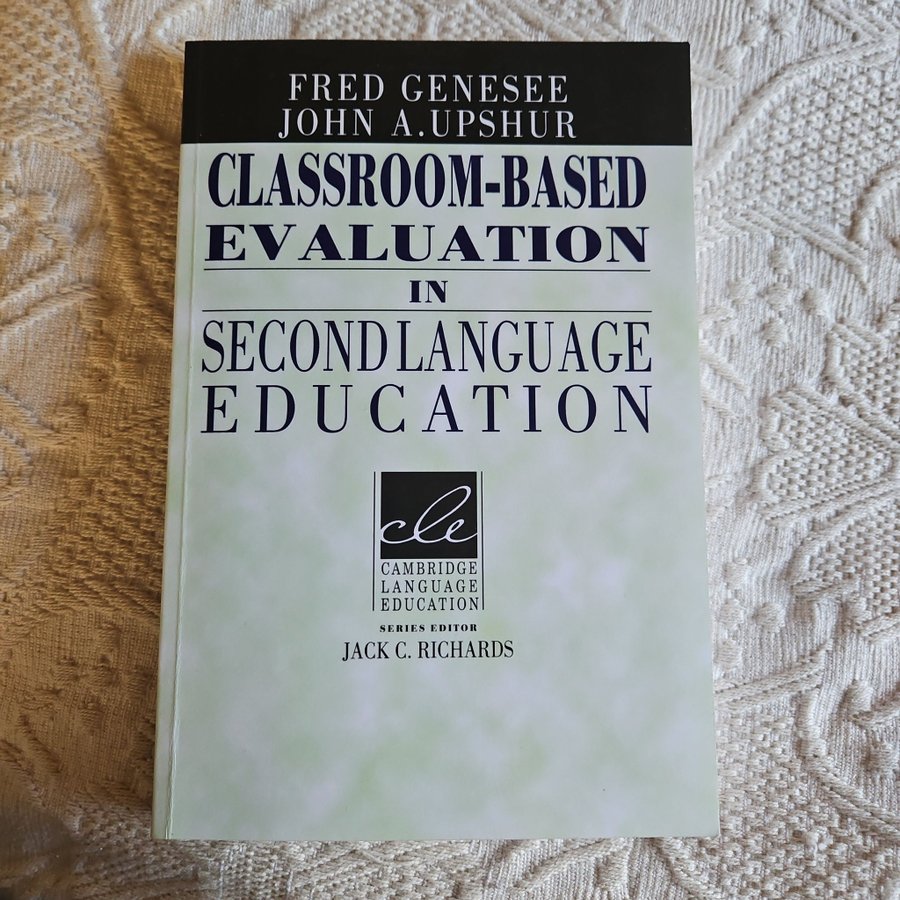 FRED GENESEE
JOHN A. UPSHUR
CLASSROOM-BASED
EVALUATION
IN
SECOND LANGUAGE
EDUCATION
cle
CAMBRIDGE
LANGUAGE
EDUCATION
SERIES EDITOR
JACK C. RICHARDS